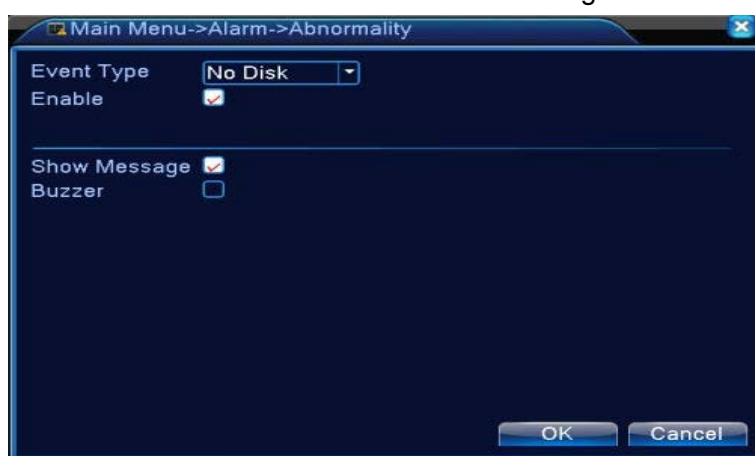 Main Menu->Alarm->Abnormality
Event Type No Disk
Enable
Show Message
Buzzer
OK Cancel